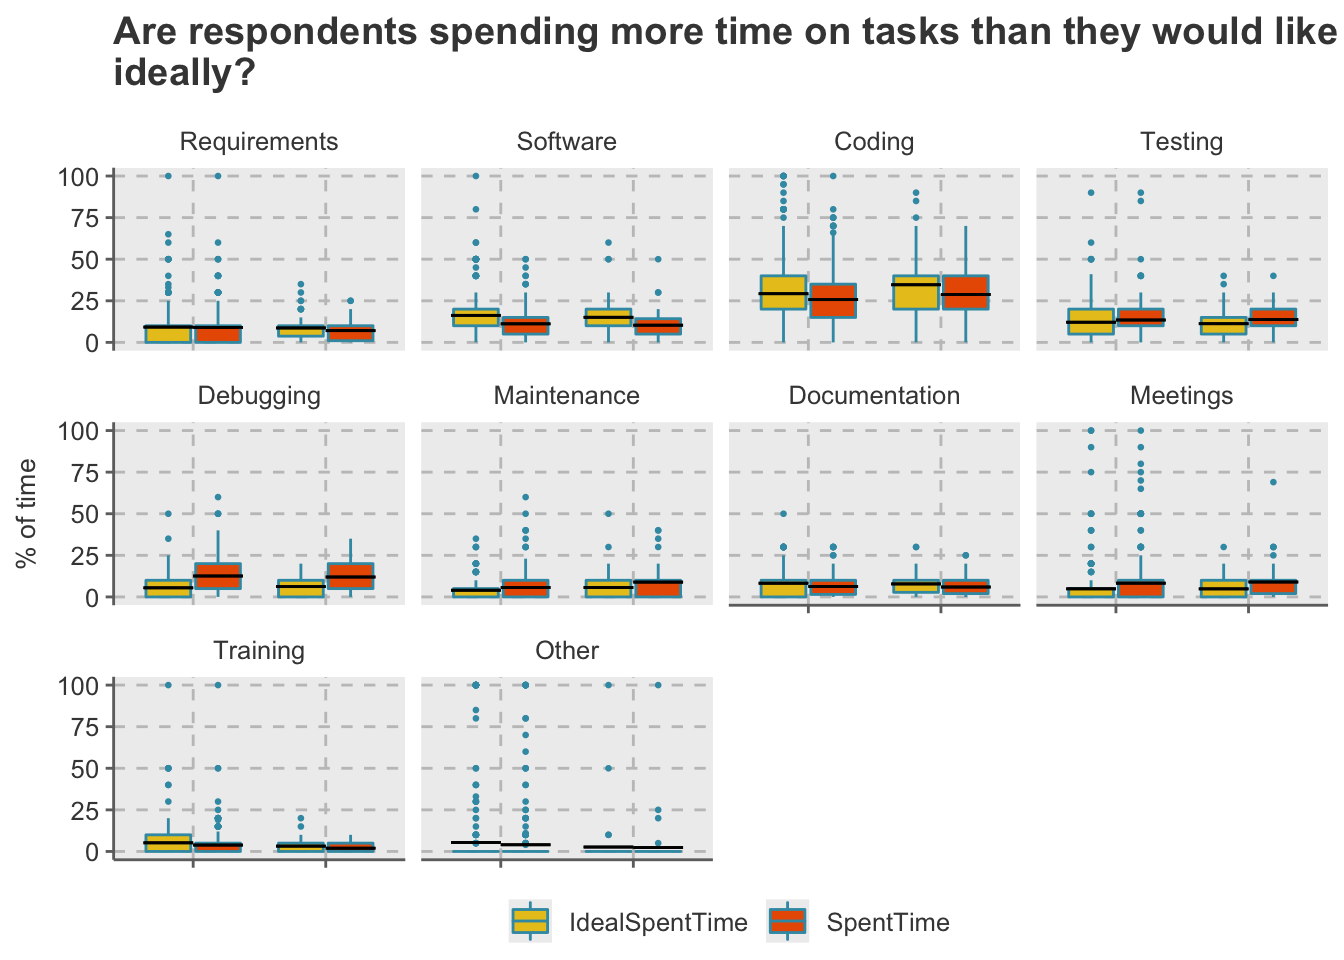 Are respondents spending more time on tasks than they would like
ideally?
Requirements Software Coding Testing
100
75
50
25
0
Debugging Maintenance Documentation Meetings
% of time
100
75
50
25
0
Training Other
100
75
50
25
0
IdealSpentTime SpentTime